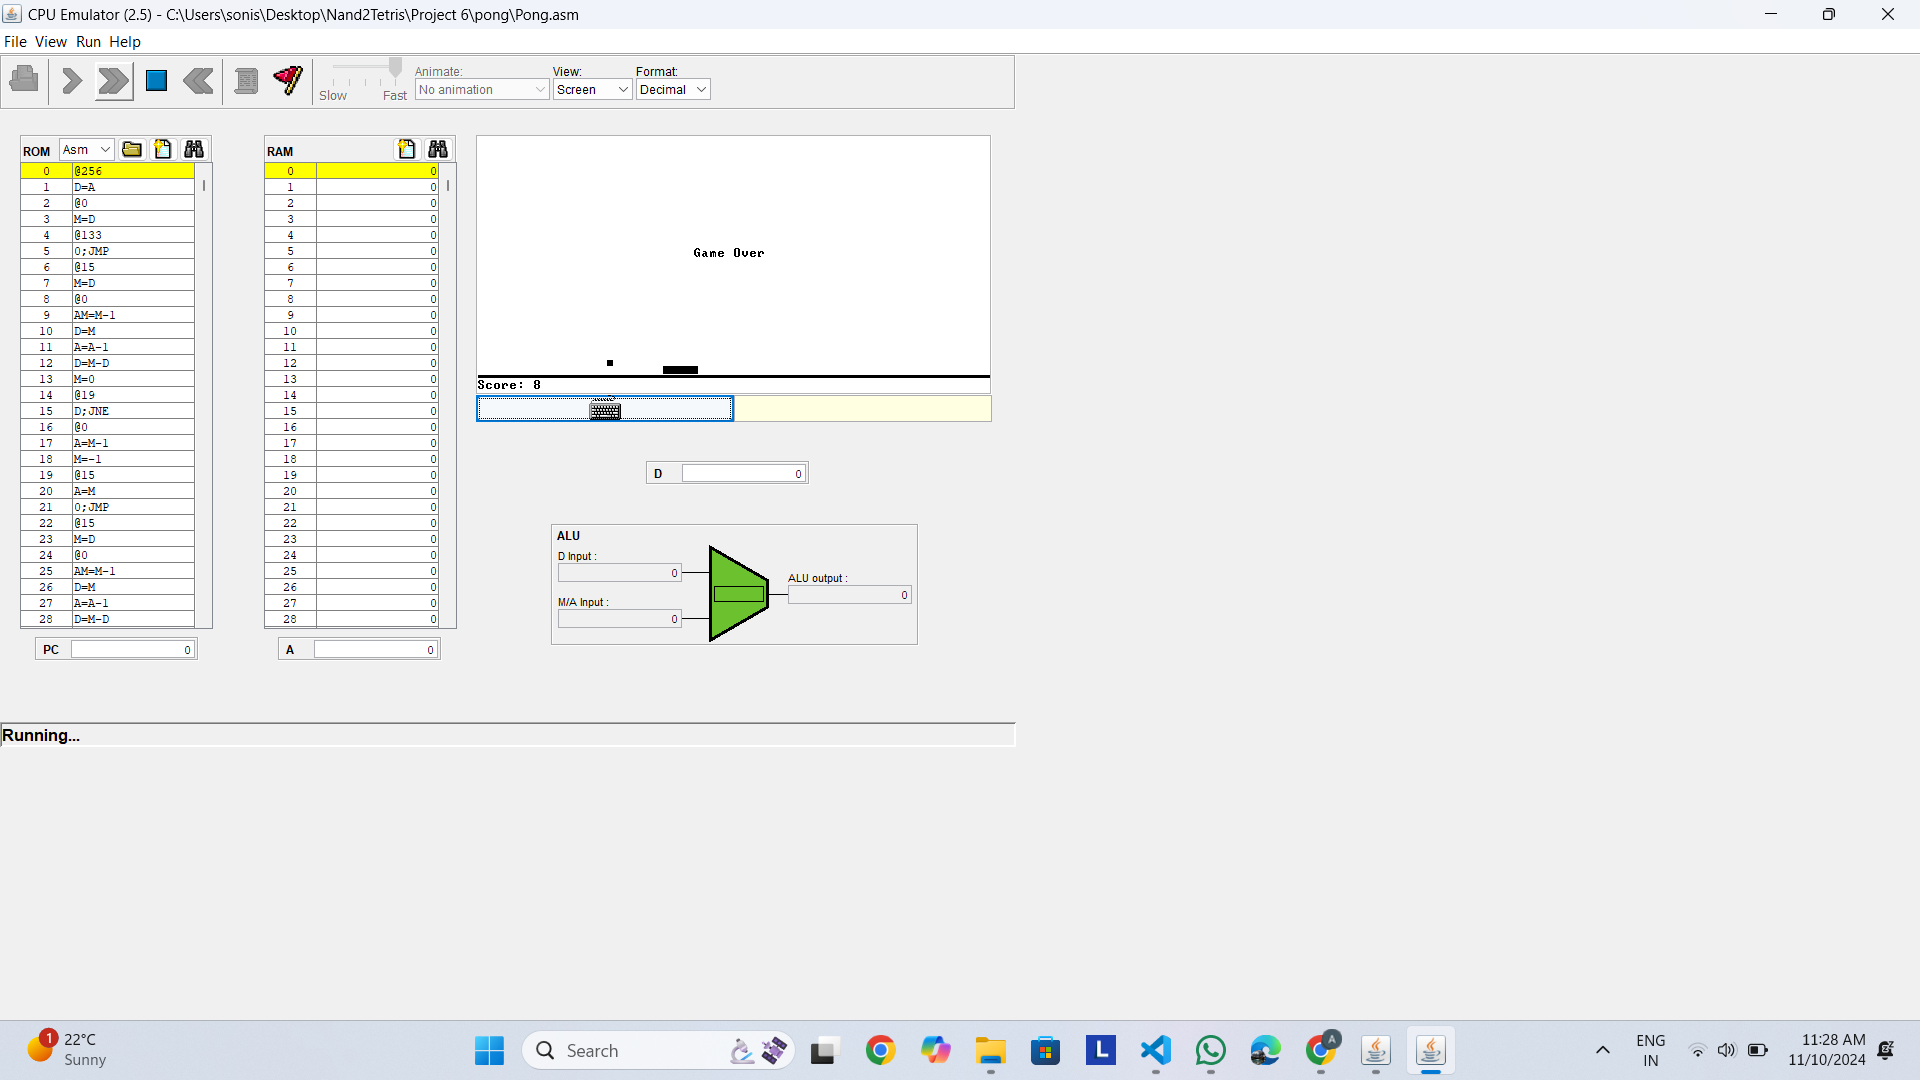 CPU Emulator (2.5) - C:\Users\sonis\Desktop\Nand2Tetris\Project 6\pong\Pong.asm
File View Run Help
Slow Fast
Animate: View: Format:
No animation Screen Decimal
ROM Asm
0 @256
1 D=A
2 @0
3 M=D
4 @133
5 0;JMP
6 @15
7 M=D
8 @0
9 AM=M-1
10 D=M
11 A=A-1
12 D=M-D
13 M=0
14 @19
15 D;JNE
16 @0
17 A=M-1
18 M=-1
19 @15
20 A=M
21 0;JMP
22 @15
23 M=D
24 @0
25 AM=M-1
26 D=M
27 A=A-1
28 D=M-D
PC 0
RAM
0 0
1 0
2 0
3 0
4 0
5 0
6 0
7 0
8 0
9 0
10 0
11 0
12 0
13 0
14 0
15 0
16 0
17 0
18 0
19 0
20 0
21 0
22 0
23 0
24 0
25 0
26 0
27 0
28 0
A 0
Game Over
Score: 8
D 0
ALU
D Input :
0
M/A Input :
0
ALU output :
0
Running...
1
22°C
Sunny
Search
L
A
ENG
IN
11:28 AM
11/10/2024